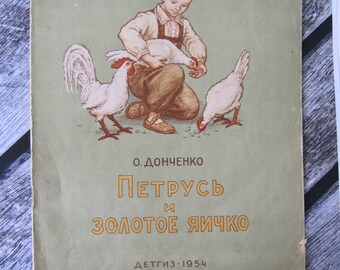 О. ДОНЧЕНКО
ПЕТРУСЬ
И
ЗОЛОТОЕ ЯИЧКО
ДЕТГИЗ • 1954